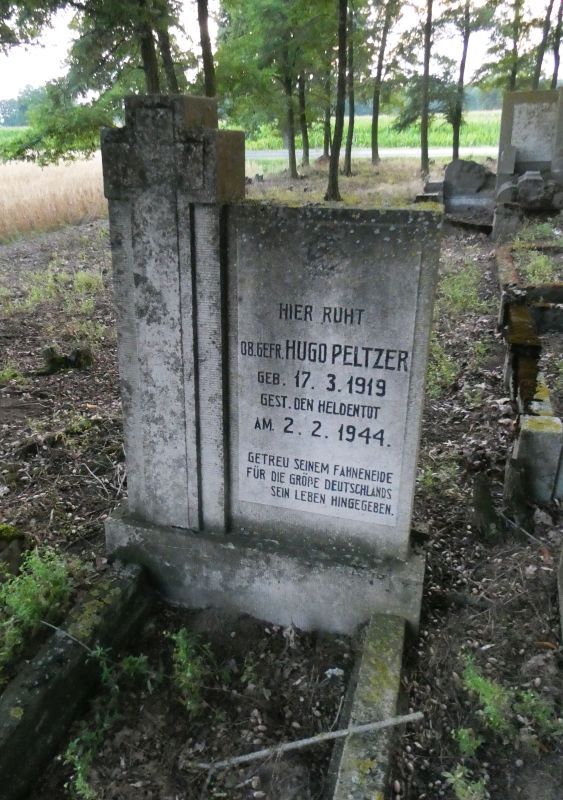 HIER RUHT
OB.GEFR. HUGO PELTZER
GEB. 17. 3. 1919
GEST. DEN HELDENTOT
AM. 2. 2. 1944.
GETREU SEINEM FAHNENEIDE
FÜR DIE GRÖßE DEUTSCHLANDS
SEIN LEBEN HINGEGEBEN.